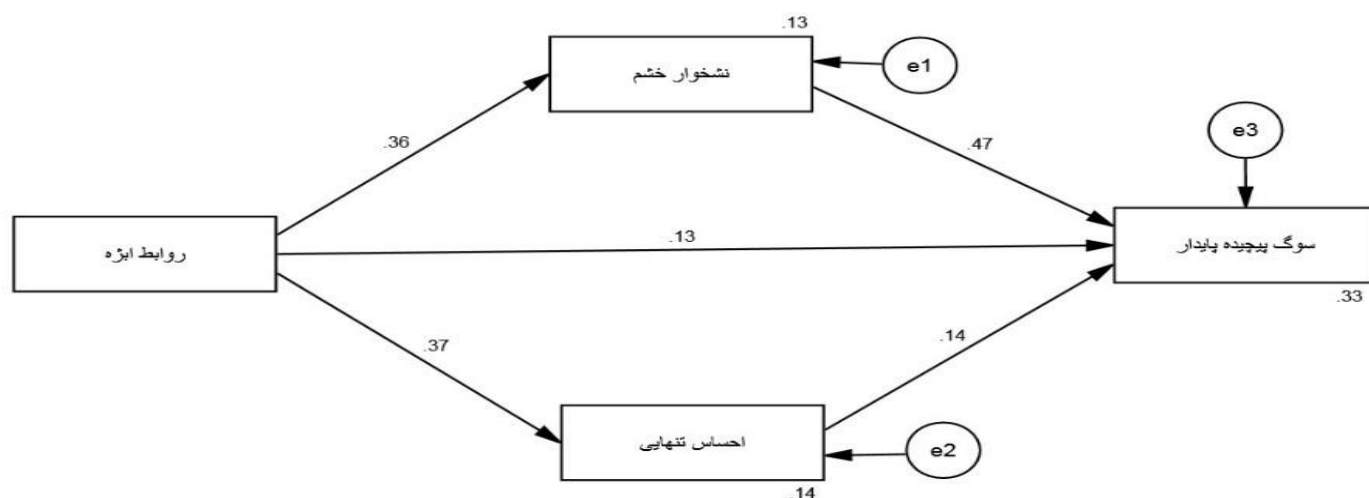 .13
نشخوار خشم
e1
.36
.47
e3
روابط ابژه
.13
سوگ پیچیده پایدار
.33
.37
.14
احساس تنهایی
e2
.14